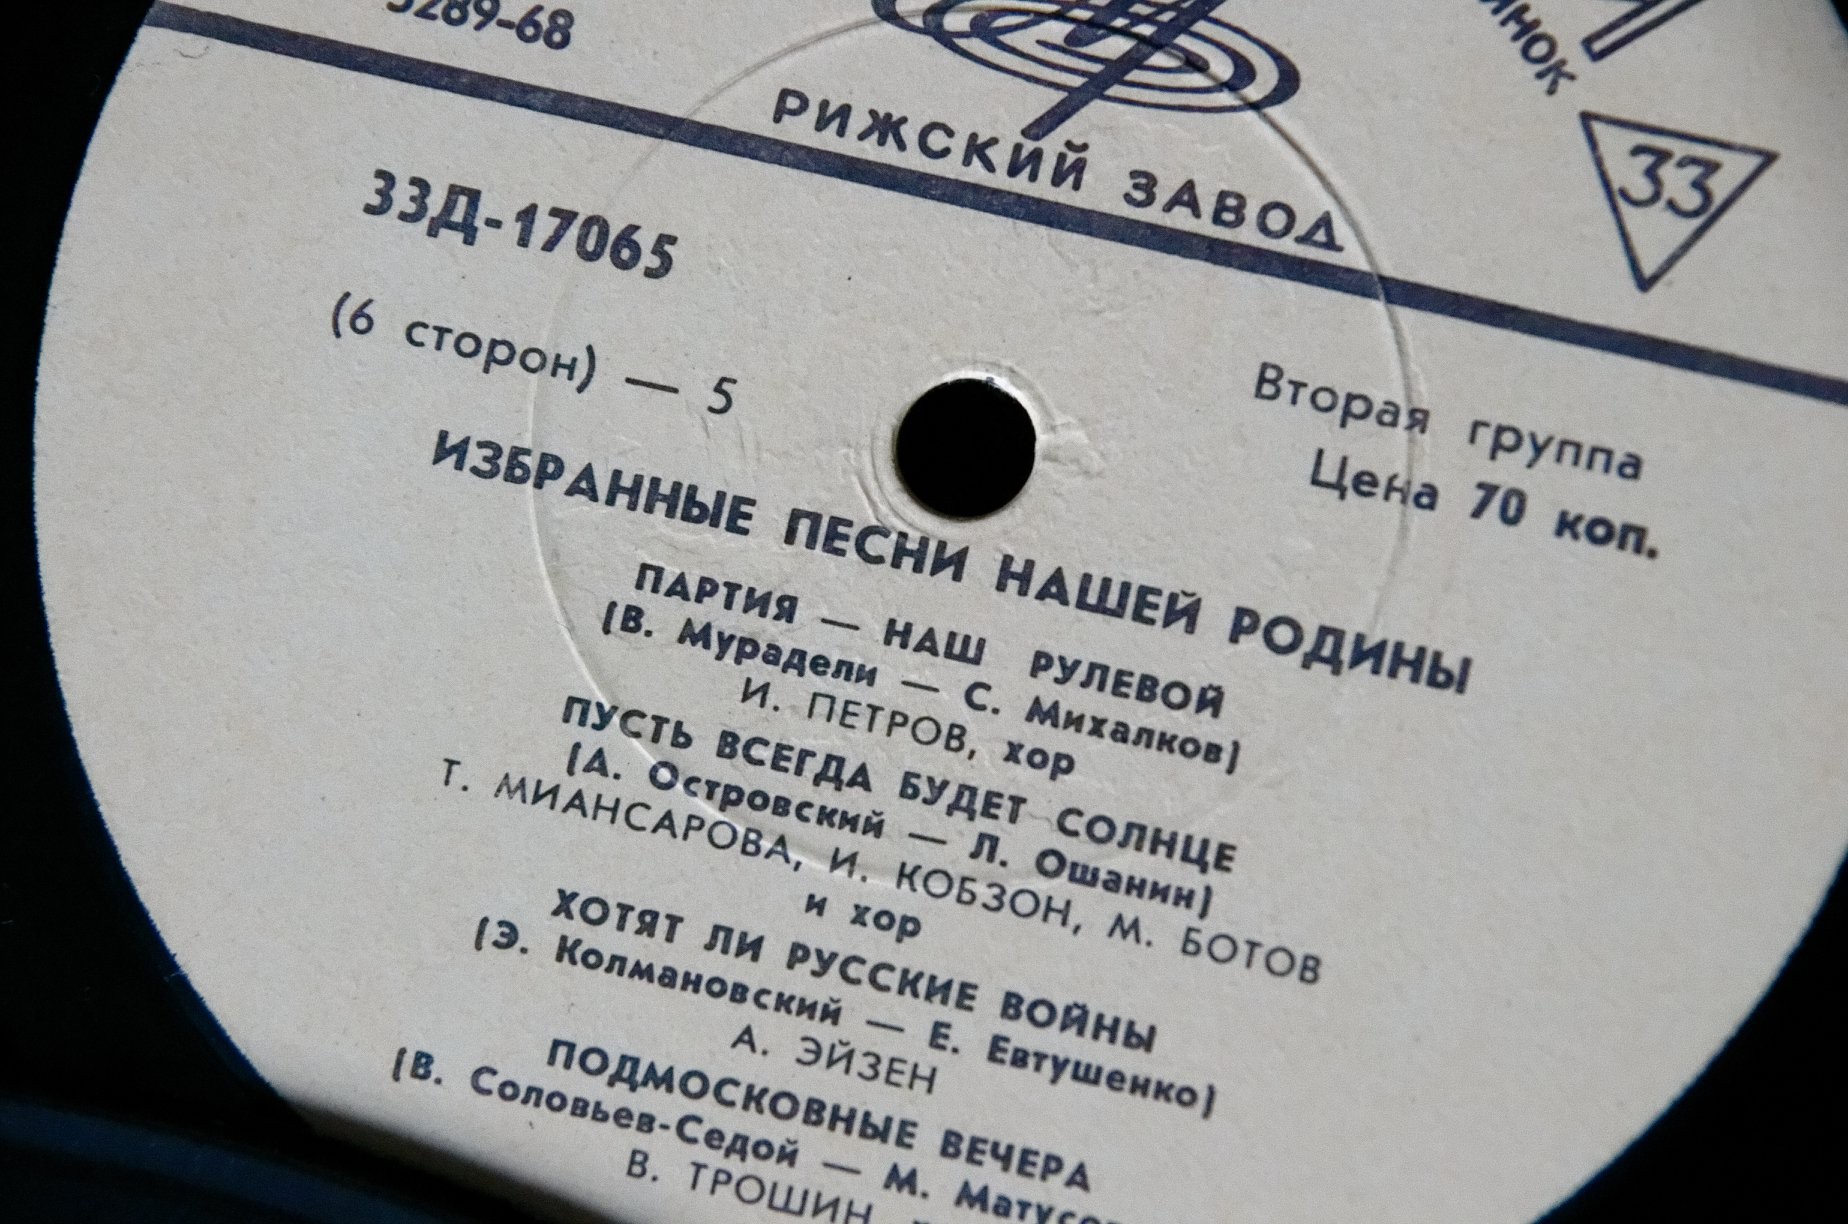 5289-68
РИЖСКИЙ ЗАВОД
33
33Д-17065
(6 сторон) — 5
Вторая группа
Цена 70 коп.
ИЗБРАННЫЕ ПЕСНИ НАШЕЙ РОДИНЫ
ПАРТИЯ — НАШ РУЛЕВОЙ
(В. Мурадели — С. Михалков)
И. ПЕТРОВ, хор
ПУСТЬ ВСЕГДА БУДЕТ СОЛНЦЕ
(А. Островский — Л. Ошанин)
Т. МИАНСАРОВА, И. КОБЗОН, М. БОТОВ
и хор
ХОТЯТ ЛИ РУССКИЕ ВОЙНЫ
(Э. Колмановский — Е. Евтушенко)
А. ЭЙЗЕН
ПОДМОСКОВНЫЕ ВЕЧЕРА
(В. Соловьев-Седой — М.
В. ТРОШИН